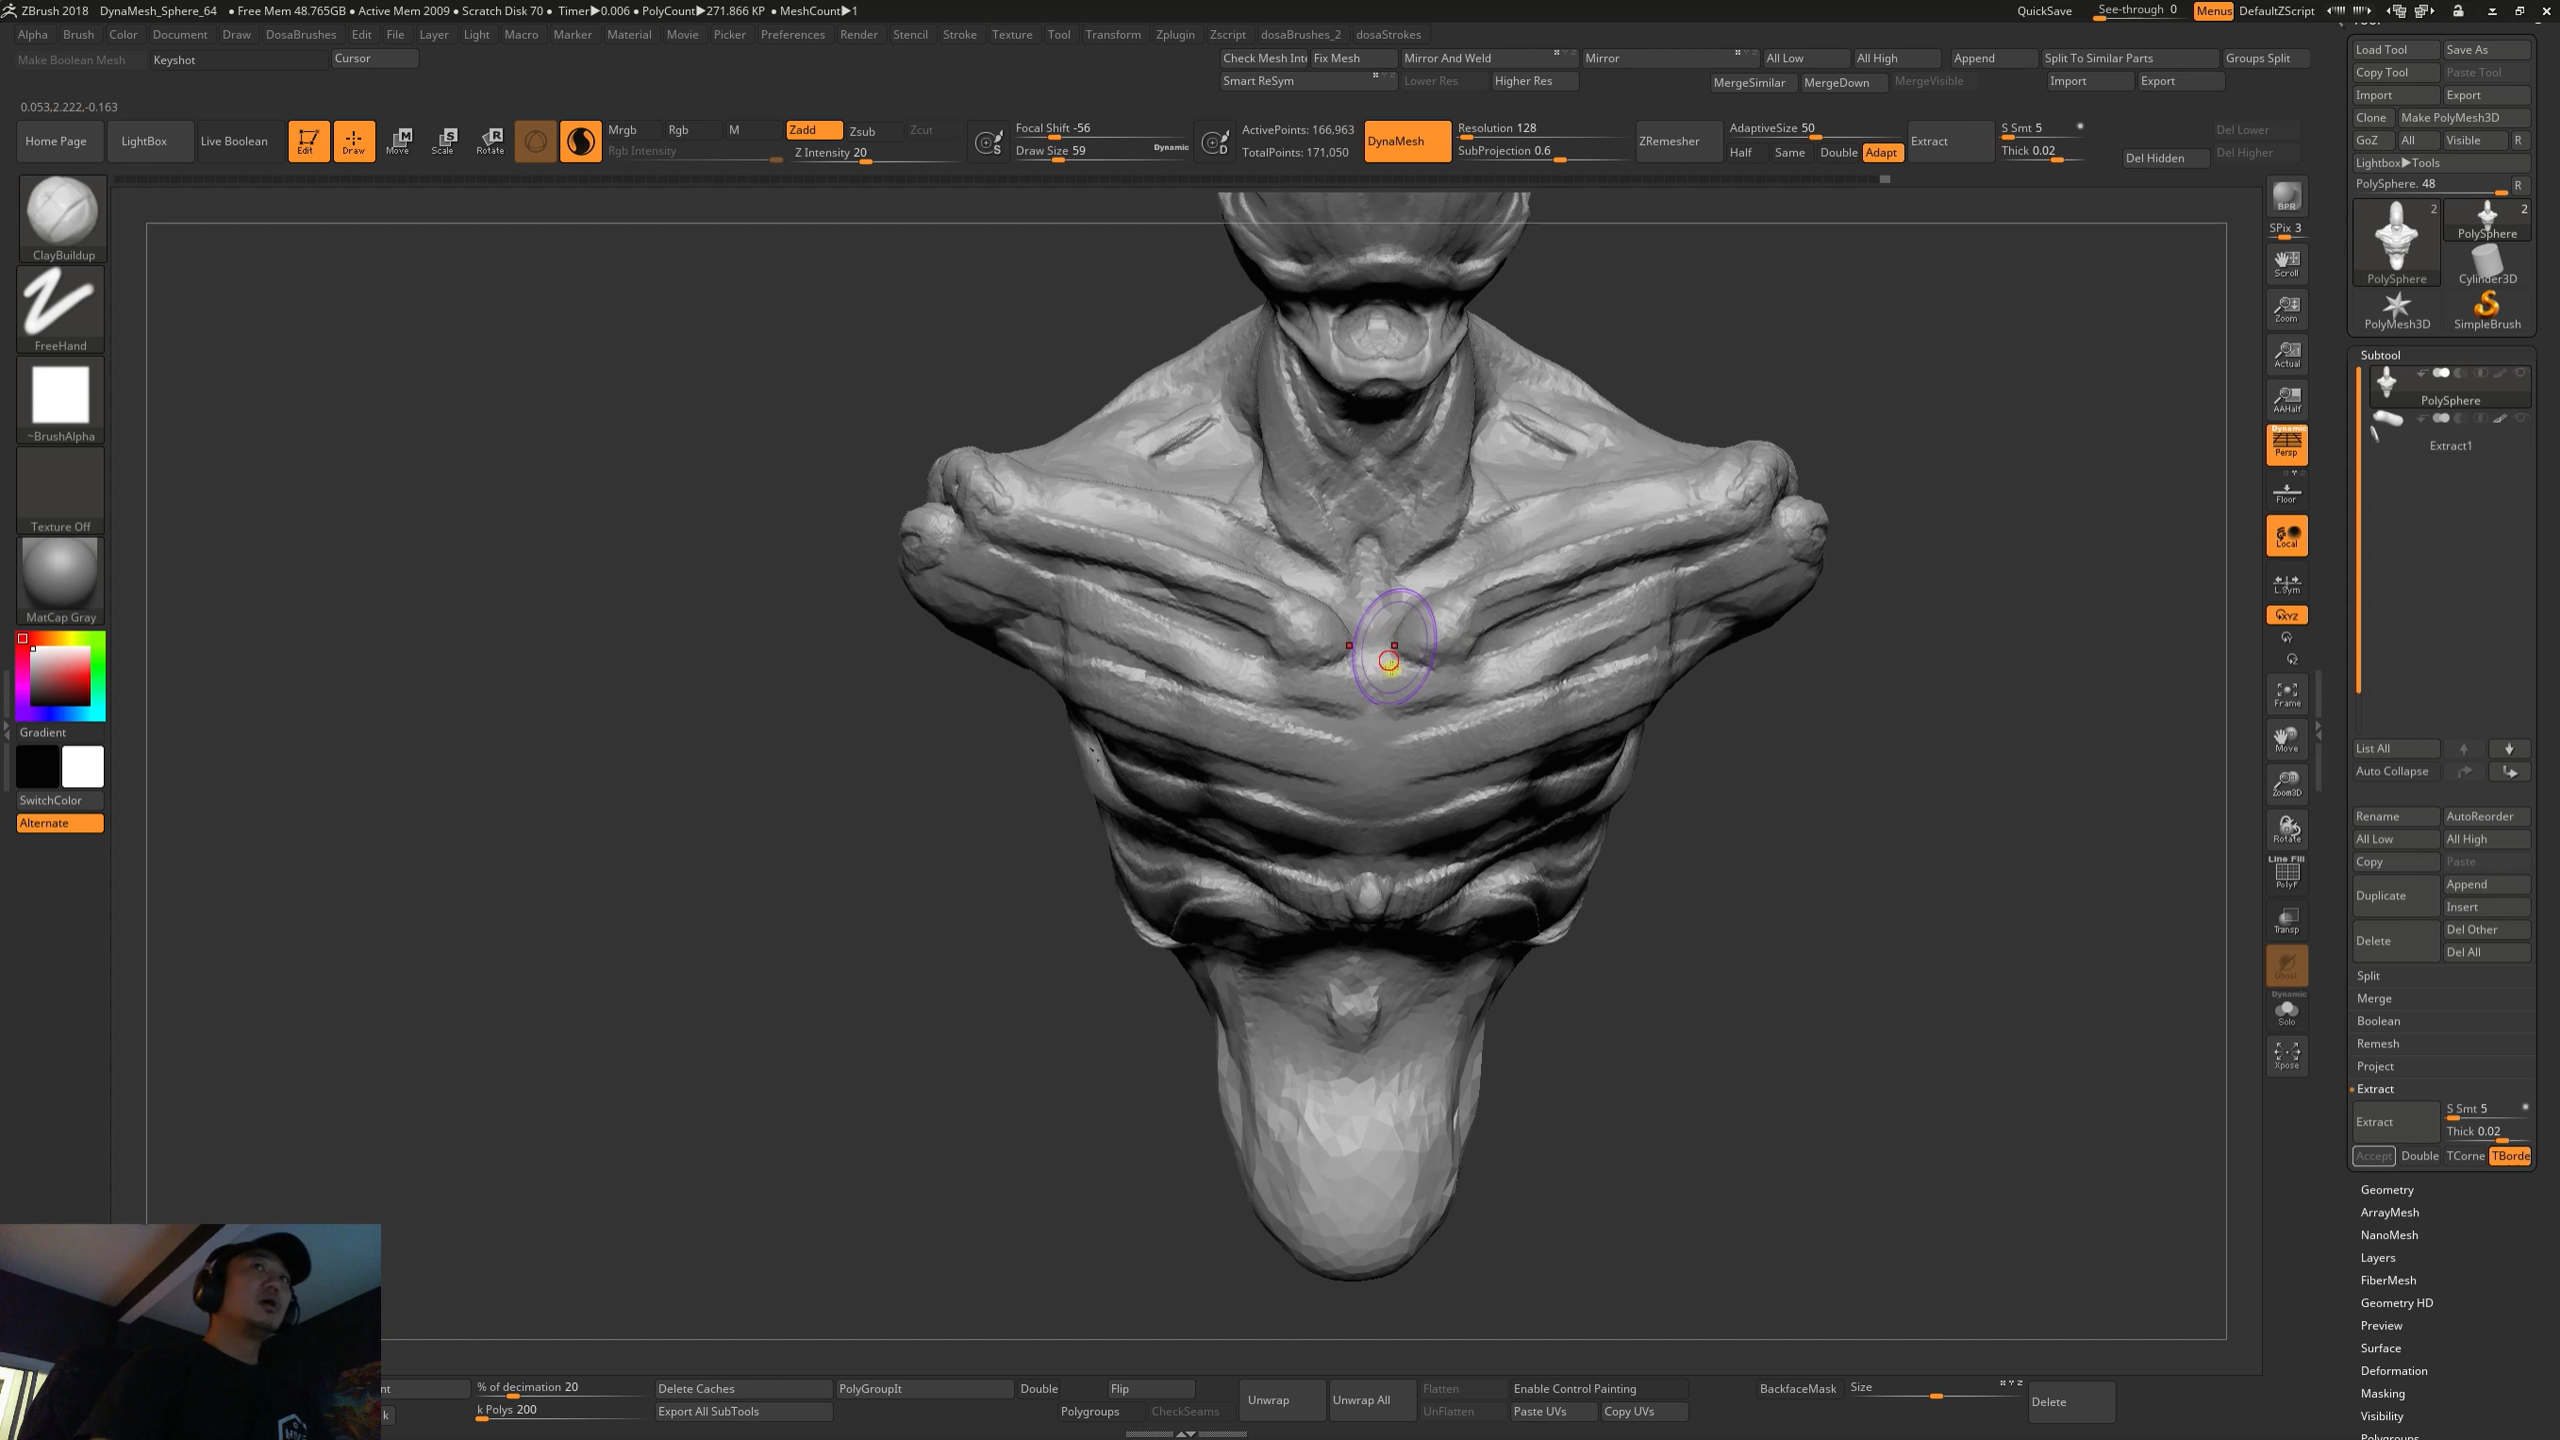 ZBrush 2018 DynaMesh_Sphere_64 ● Free Mem 48.765GB ● Active Mem 2009 ● Scratch Disk 70 ● Timer▶0.006 ● PolyCount▶271.866 KP ● MeshCount▶1
QuickSave See-through 0 Menus DefaultZScript
Alpha Brush Color Document Draw DosaBrushes Edit File Layer Light Macro Marker Material Movie Picker Preferences Render Stencil Stroke Texture Tool Transform Zplugin Zscript dosaBrushes_2 dosaStrokes
Make Boolean Mesh Keyshot Cursor
Check Mesh Inte Fix Mesh Mirror And Weld Mirror All Low All High Append Split To Similar Parts Groups Split
Smart ReSym Lower Res Higher Res MergeSimilar MergeDown MergeVisible Import Export
0.053,2.222,-0.163
Home Page LightBox Live Boolean Edit Draw Move Scale Rotate
Mrgb Rgb M Zadd Zsub Zcut
Rgb Intensity Z Intensity 20
Focal Shift -56
Draw Size 59 Dynamic
ActivePoints: 166,963
TotalPoints: 171,050
DynaMesh
Resolution 128
SubProjection 0.6
ZRemesher
AdaptiveSize 50
Half Same Double Adapt
Extract
S Smt 5
Thick 0.02
Del Hidden
Del Lower
Del Higher
ClayBuildup
FreeHand
~BrushAlpha
Texture Off
MatCap Gray
Gradient
SwitchColor
Alternate
BPR
SPix 3
Scroll
Zoom
Actual
AAHalf
Dynamic
Persp
Floor
Local
L.Sym
XYZ
Frame
Move
Zoom3D
Rotate
Line Fill
PolyF
Transp
Ghost
Dynamic
Solo
Xpose
Load Tool Save As
Copy Tool Paste Tool
Import Export
Clone Make PolyMesh3D
GoZ All Visible R
Lightbox▶Tools
PolySphere. 48 R
2 2
PolySphere
PolySphere Cylinder3D
PolyMesh3D SimpleBrush
Subtool
PolySphere
Extract1
List All
Auto Collapse
Rename AutoReorder
All Low All High
Copy Paste
Duplicate Append
Insert
Delete Del Other
Del All
Split
Merge
Boolean
Remesh
Project
Extract
Extract S Smt 5
Thick 0.02
Accept Double TCorne TBorde
Geometry
ArrayMesh
NanoMesh
Layers
FiberMesh
Geometry HD
Preview
Surface
Deformation
Masking
Visibility
Polygroups
nt % of decimation 20 Delete Caches PolyGroupIt Double Flip Unwrap Unwrap All Flatten Enable Control Painting BackfaceMask Size Delete
k k Polys 200 Export All SubTools Polygroups CheckSeams UnFlatten Paste UVs Copy UVs